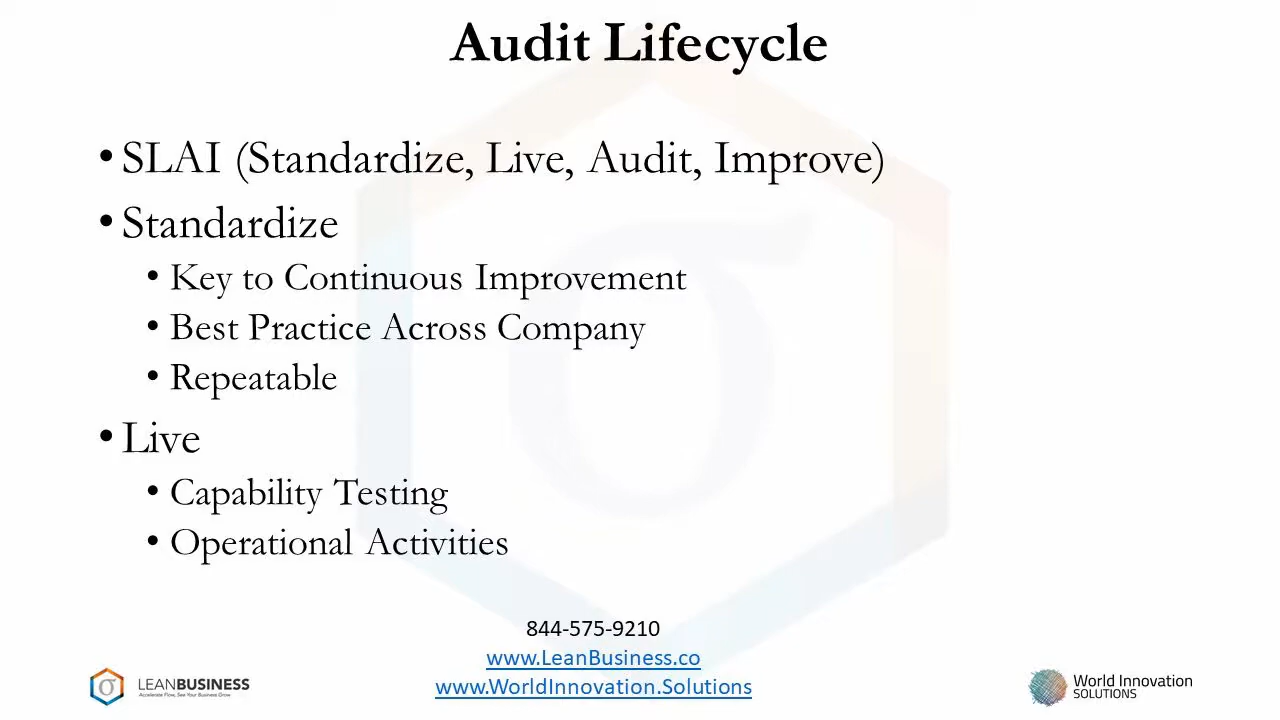 Audit Lifecycle
• SLAI (Standardize, Live, Audit, Improve)
• Standardize
• Key to Continuous Improvement
• Best Practice Across Company
• Repeatable
• Live
• Capability Testing
• Operational Activities
844-575-9210
www.LeanBusiness.co
www.WorldInnovation.Solutions
σ LEANBUSINESS
Accelerate Flow, See Your Business Grow
World Innovation
SOLUTIONS